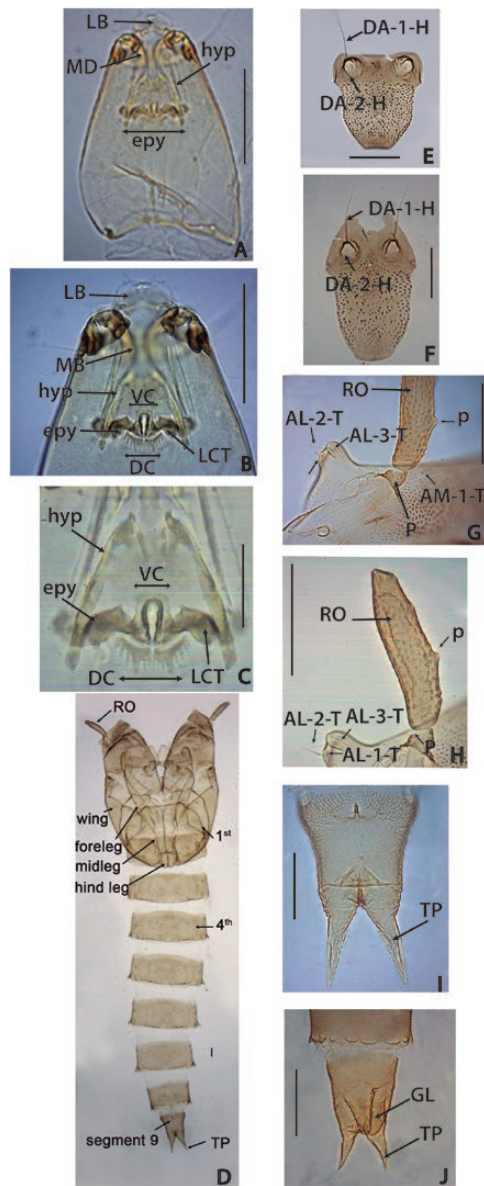 LB
MD
hyp
epy
A
LB
MB
hyp
VC
epy
DC
LCT
B
hyp
VC
epy
DC
LCT
C
RO
wing
foreleg
midleg
hind leg
1st
4th
I
segment 9
TP
D
DA-1-H
DA-2-H
E
DA-1-H
DA-2-H
F
RO
p
AL-2-T
AL-3-T
AM-1-T
P
G
RO
p
AL-2-T
AL-3-T
AL-1-T
P
H
TP
I
GL
TP
J